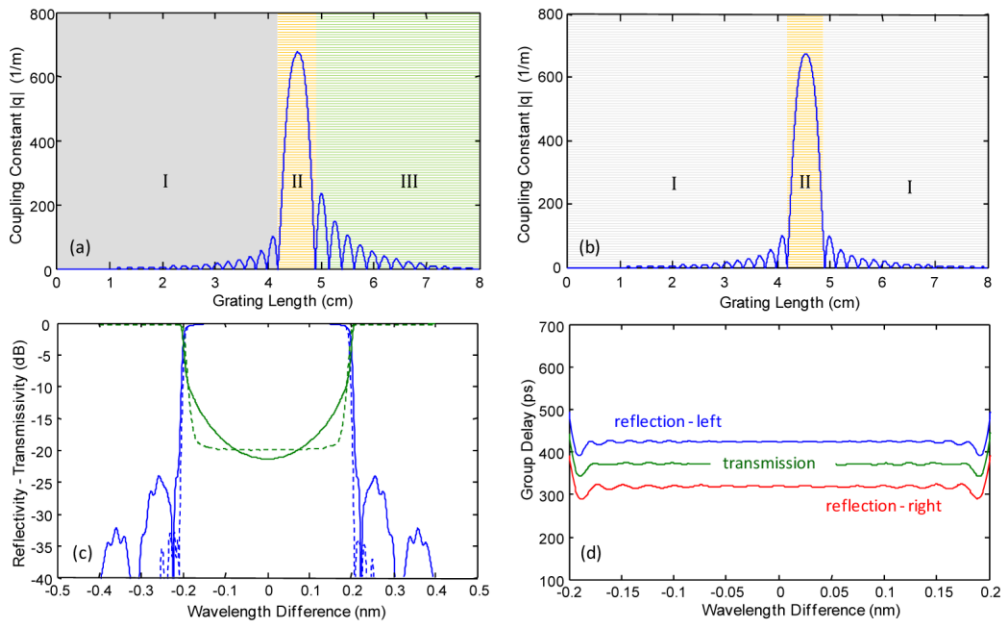 800
600
400
200
0
Coupling Constant |q| (1/m)
I
II
III
(a)
0 1 2 3 4 5 6 7 8
Grating Length (cm)
800
600
400
200
0
Coupling Constant |q| (1/m)
I
II
I
(b)
0 1 2 3 4 5 6 7 8
Grating Length (cm)
0
-5
-10
-15
-20
-25
-30
-35
-40
Reflectivity - Transmissivity (dB)
(c)
-0.5 -0.4 -0.3 -0.2 -0.1 0 0.1 0.2 0.3 0.4 0.5
Wavelength Difference (nm)
700
600
500
400
300
200
100
Group Delay (ps)
reflection - left
transmission
reflection - right
(d)
-0.2 -0.15 -0.1 -0.05 0 0.05 0.1 0.15 0.2
Wavelength Difference (nm)